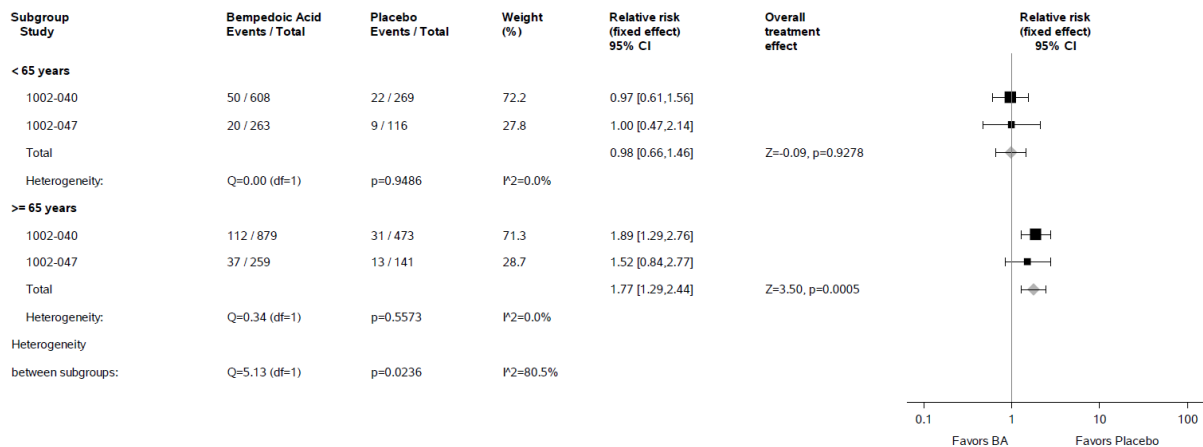 Subgroup Bempedoic Acid Placebo Weight Relative risk Overall Relative risk
Study Events / Total Events / Total (%) (fixed effect) treatment (fixed effect)
95% CI effect 95% CI
< 65 years
1002-040 50 / 608 22 / 269 72.2 0.97 [0.61,1.56]
1002-047 20 / 263 9 / 116 27.8 1.00 [0.47,2.14]
Total 0.98 [0.66,1.46] Z=-0.09, p=0.9278
Heterogeneity: Q=0.00 (df=1) p=0.9486 I^2=0.0%
>= 65 years
1002-040 112 / 879 31 / 473 71.3 1.89 [1.29,2.76]
1002-047 37 / 259 13 / 141 28.7 1.52 [0.84,2.77]
Total 1.77 [1.29,2.44] Z=3.50, p=0.0005
Heterogeneity: Q=0.34 (df=1) p=0.5573 I^2=0.0%
Heterogeneity
between subgroups: Q=5.13 (df=1) p=0.0236 I^2=80.5%
0.1 1 10 100
Favors BA Favors Placebo